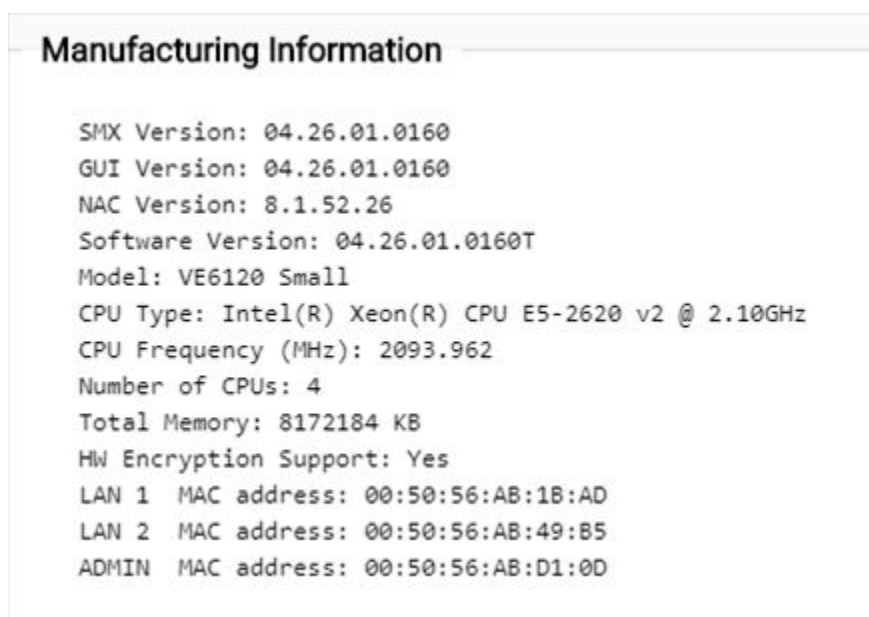 Manufacturing Information
SMX Version: 04.26.01.0160
GUI Version: 04.26.01.0160
NAC Version: 8.1.52.26
Software Version: 04.26.01.0160T
Model: VE6120 Small
CPU Type: Intel(R) Xeon(R) CPU E5-2620 v2 @ 2.10GHz
CPU Frequency (MHz): 2093.962
Number of CPUs: 4
Total Memory: 8172184 KB
HW Encryption Support: Yes
LAN 1  MAC address: 00:50:56:AB:1B:AD
LAN 2  MAC address: 00:50:56:AB:49:B5
ADMIN  MAC address: 00:50:56:AB:D1:0D